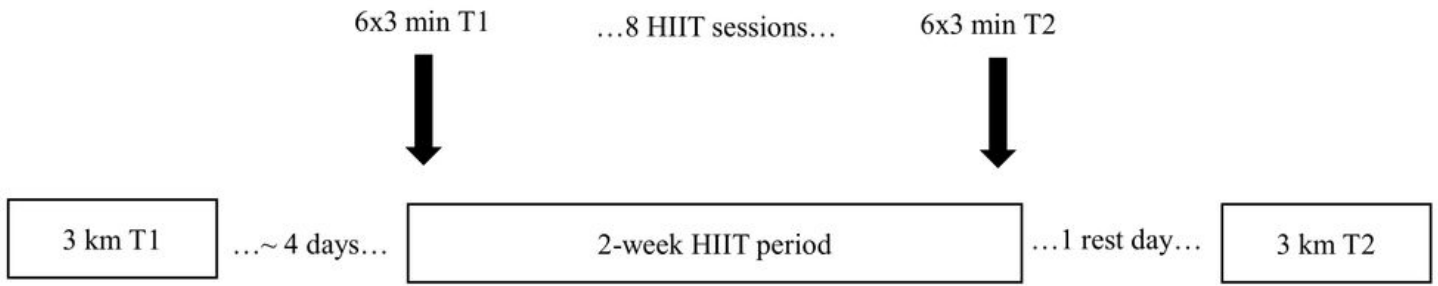 6x3 min T1 …8 HIIT sessions… 6x3 min T2
3 km T1 …~ 4 days… 2-week HIIT period …1 rest day… 3 km T2